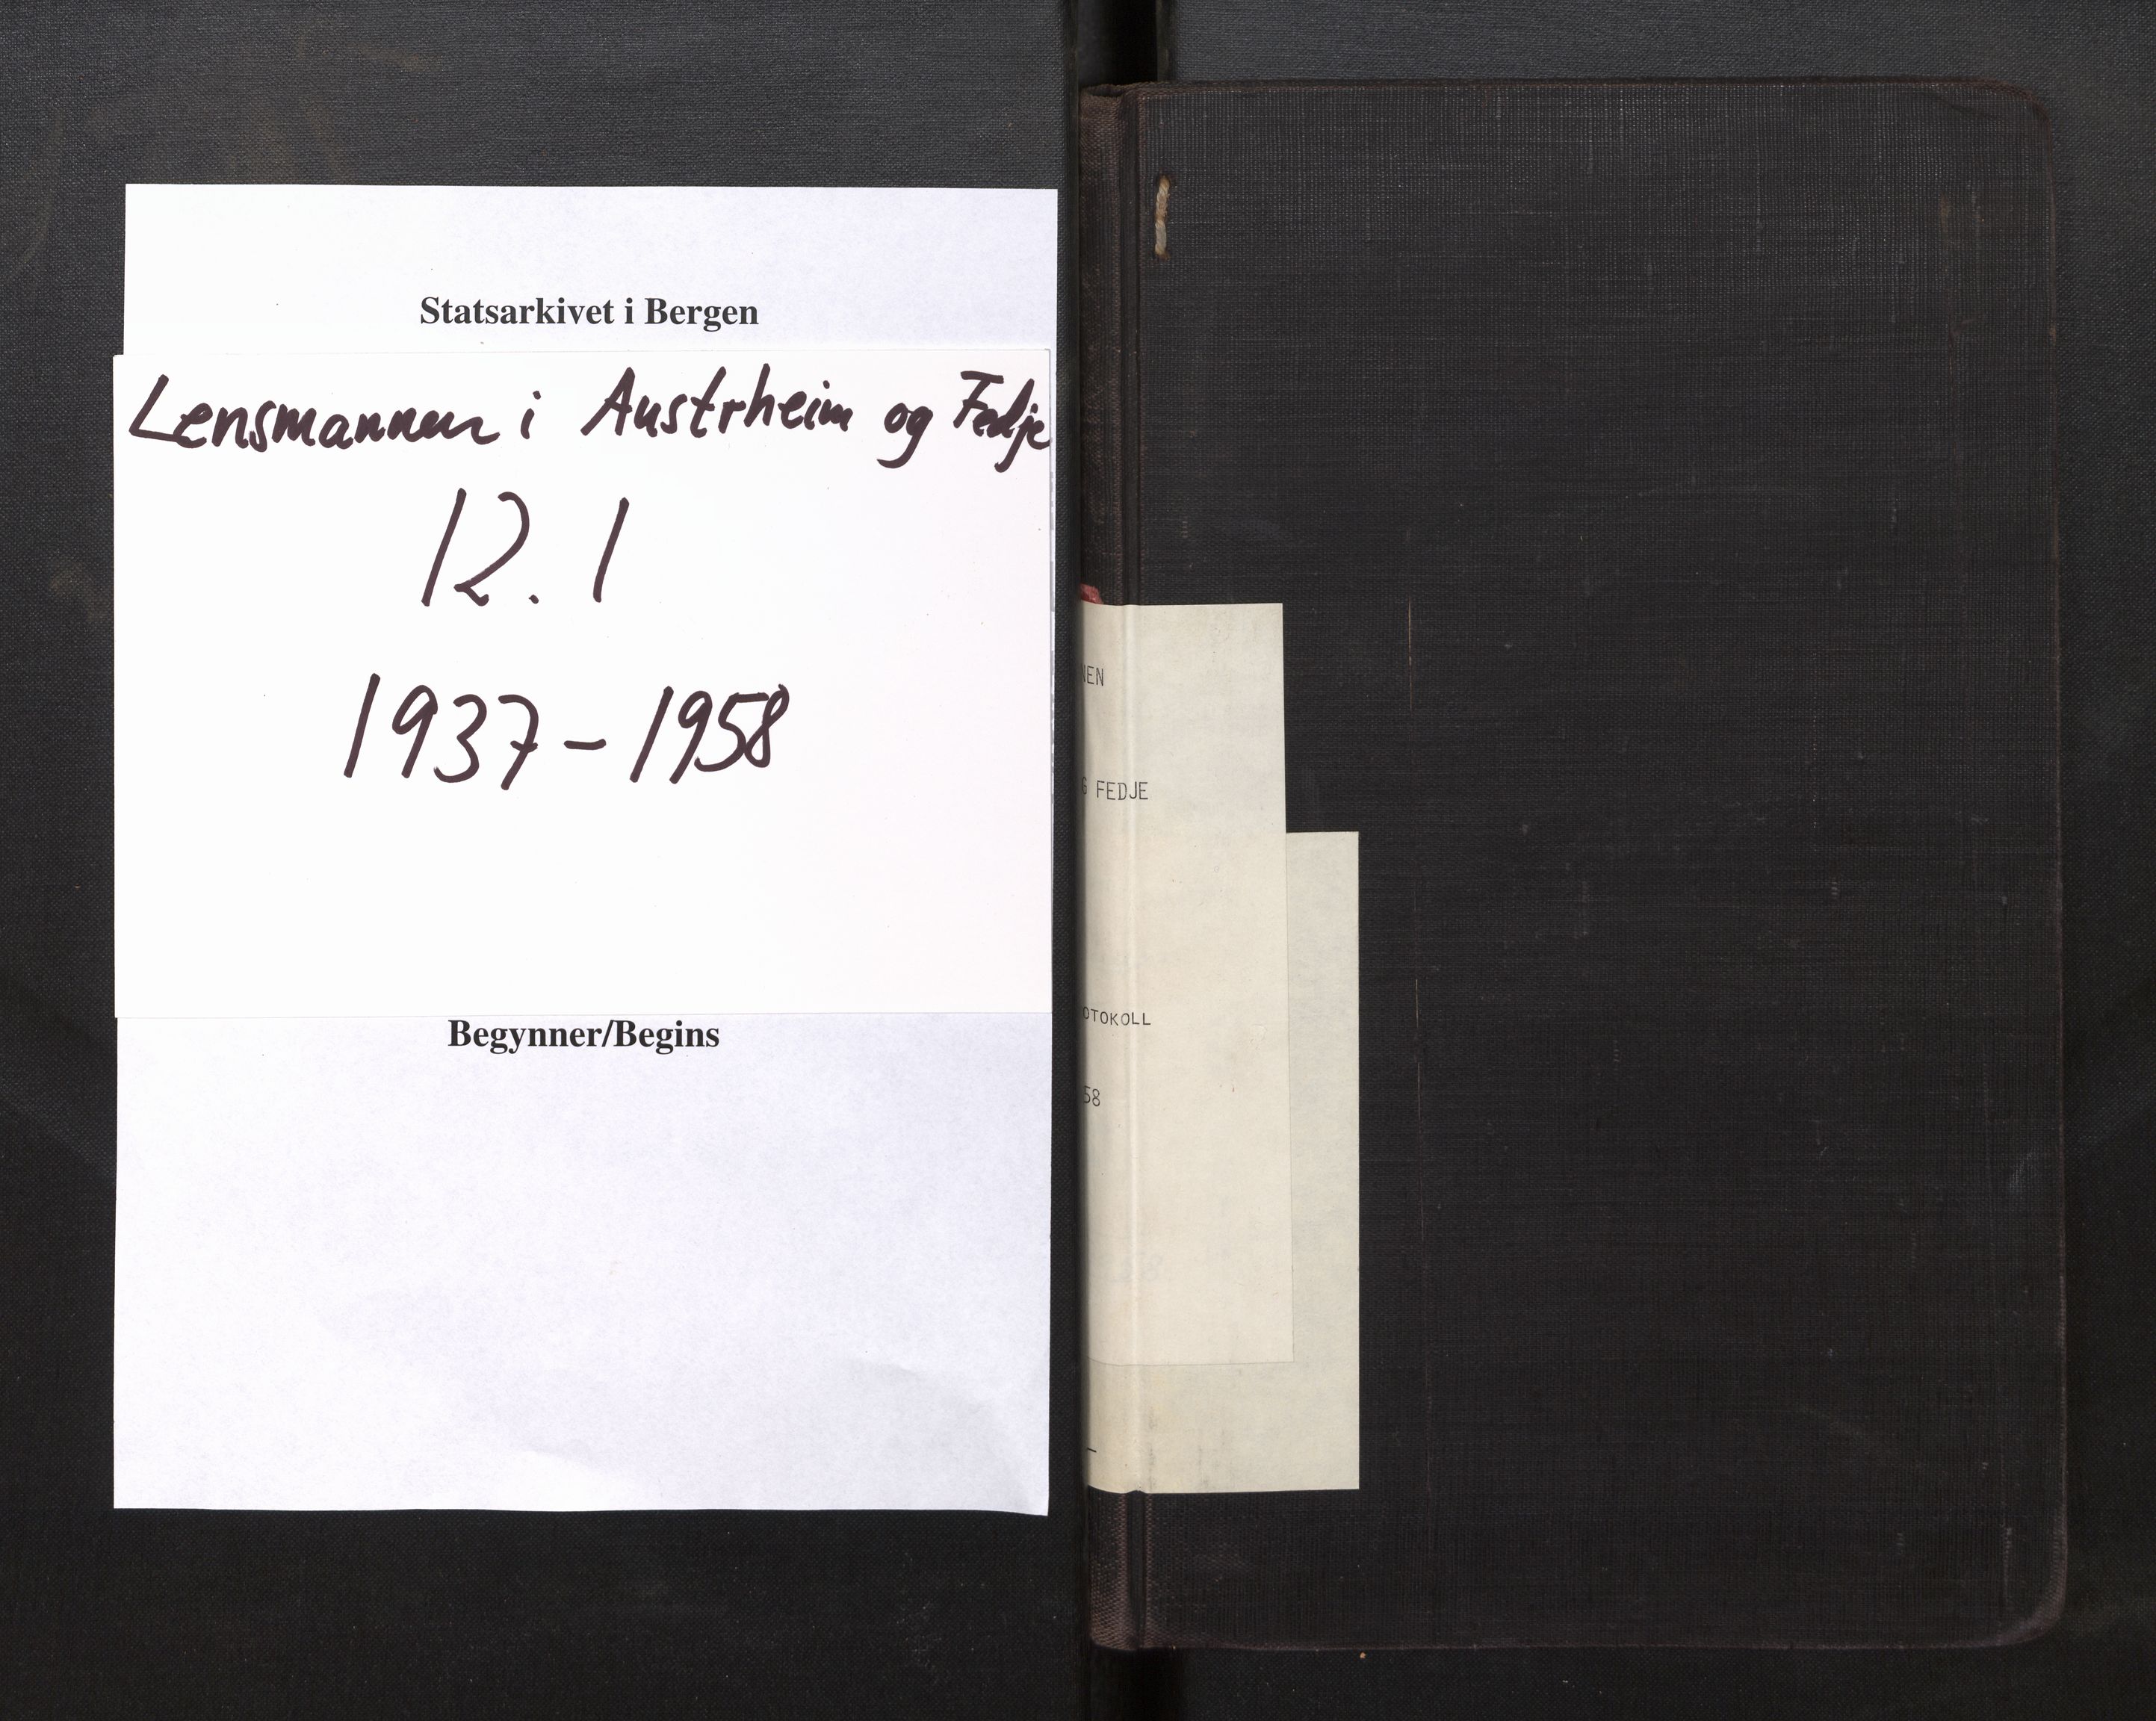 Statsarkivet i Bergen
Lensmannen i Austrheim og Fedje
12.1
1937-1958
Begynner/Begins
NEN
G FEDJE
OTOKOLL
58